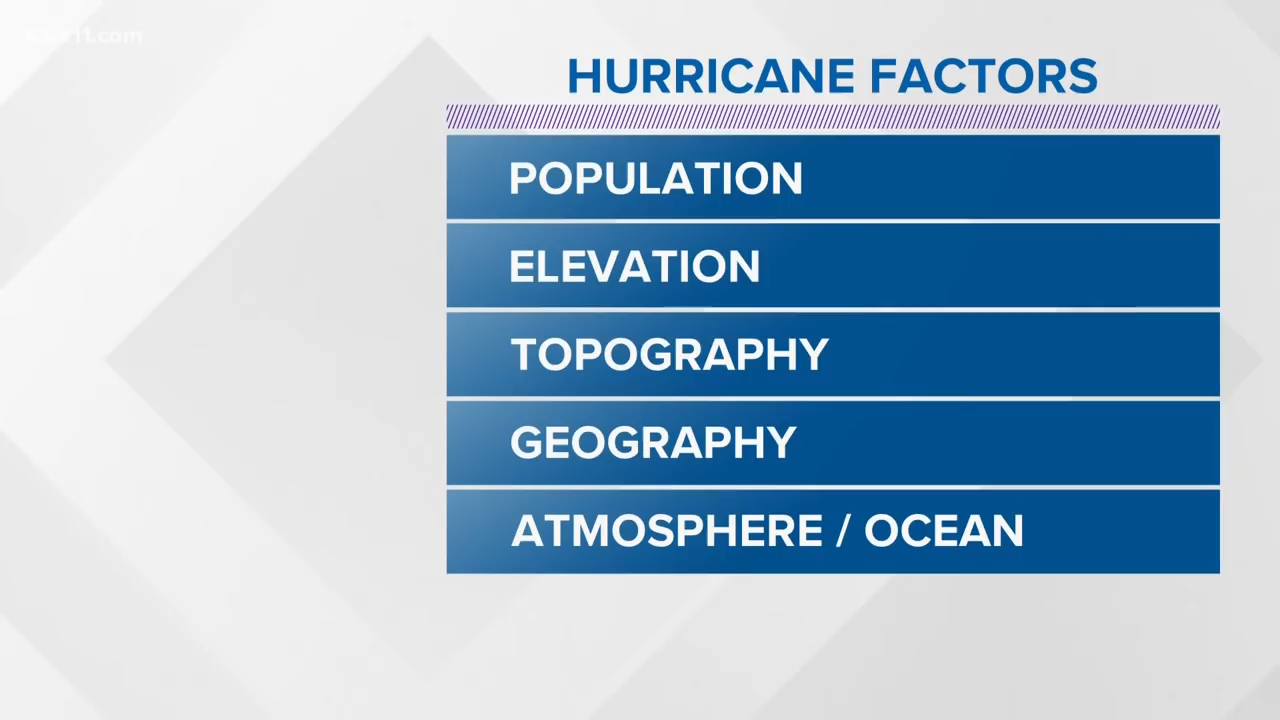 HURRICANE FACTORS
POPULATION
ELEVATION
TOPOGRAPHY
GEOGRAPHY
ATMOSPHERE / OCEAN